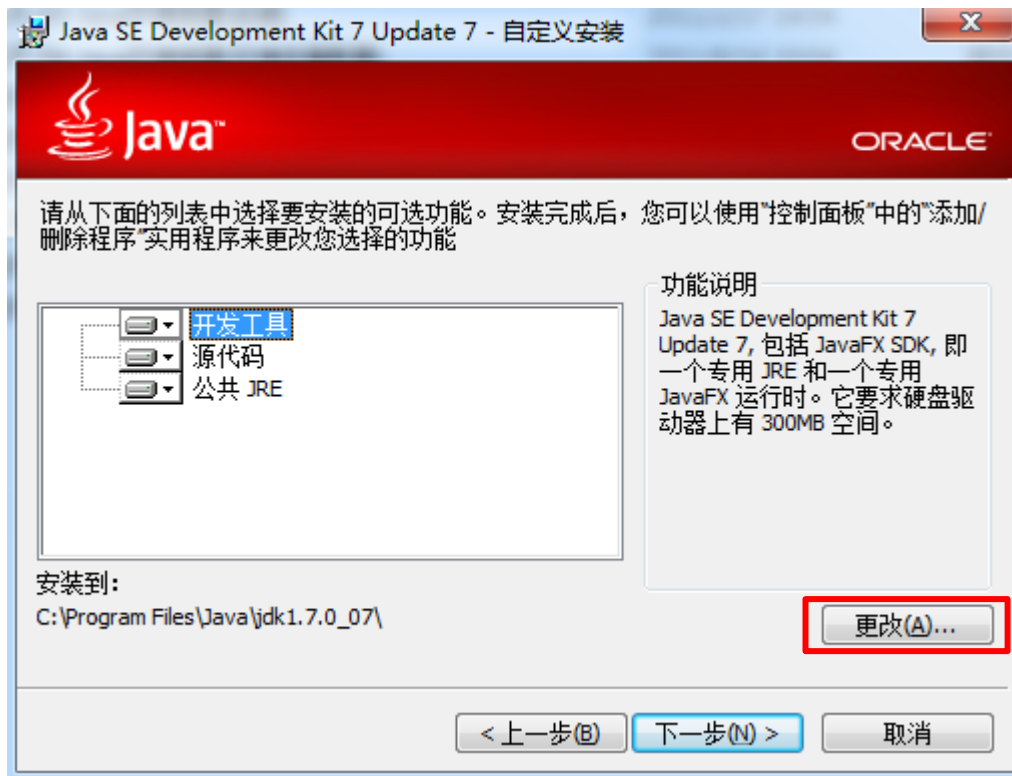 Java SE Development Kit 7 Update 7 - 自定义安装
Java™
ORACLE
请从下面的列表中选择要安装的可选功能。安装完成后，您可以使用"控制面板"中的"添加/
删除程序"实用程序来更改您选择的功能
开发工具
源代码
公共 JRE
功能说明
Java SE Development Kit 7
Update 7, 包括 JavaFX SDK, 即
一个专用 JRE 和一个专用
JavaFX 运行时。它要求硬盘驱
动器上有 300MB 空间。
安装到：
C:\Program Files\Java\jdk1.7.0_07\
更改(A)...
< 上一步(B)
下一步(N) >
取消